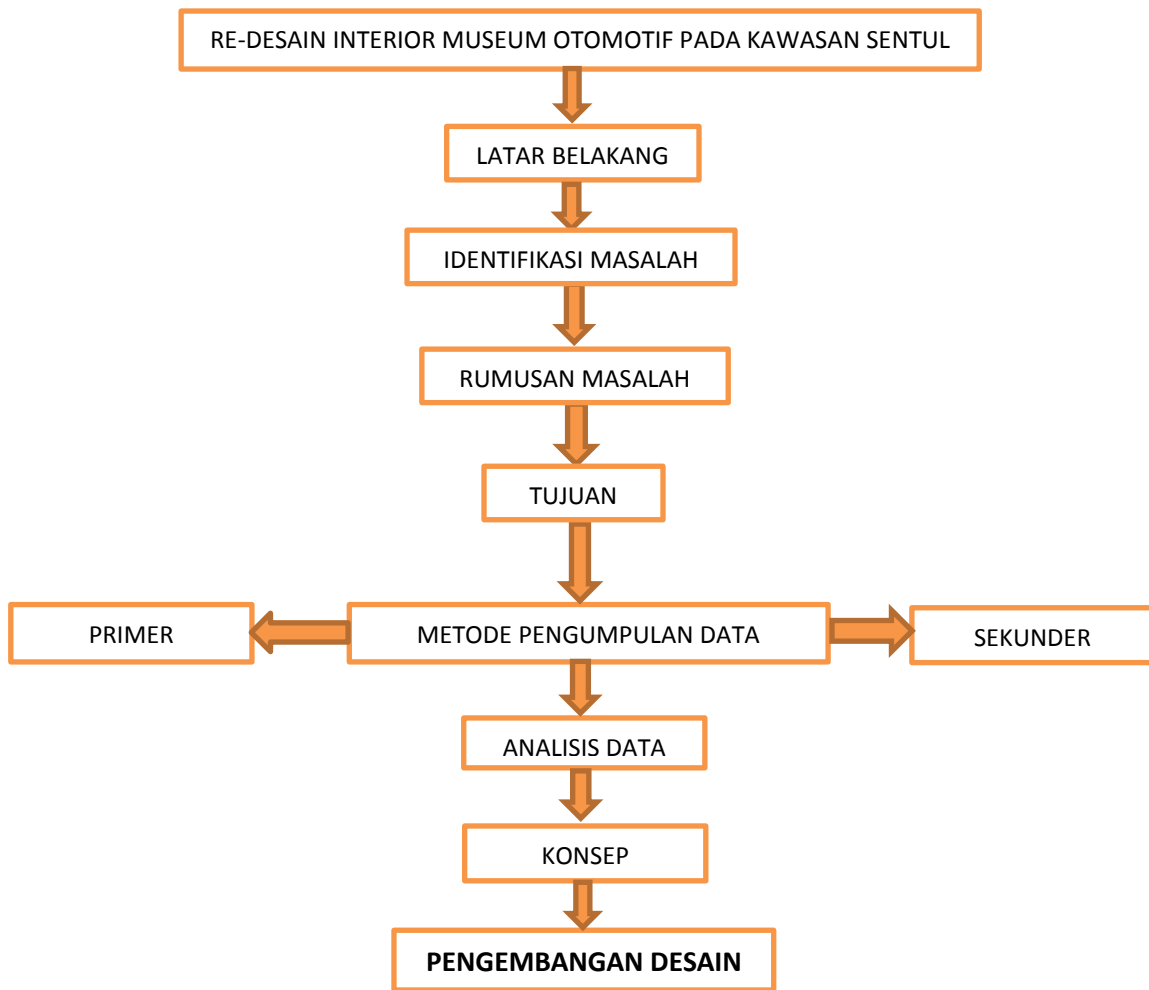 RE-DESAIN INTERIOR MUSEUM OTOMOTIF PADA KAWASAN SENTUL
LATAR BELAKANG
IDENTIFIKASI MASALAH
RUMUSAN MASALAH
TUJUAN
PRIMER
METODE PENGUMPULAN DATA
SEKUNDER
ANALISIS DATA
KONSEP
PENGEMBANGAN DESAIN